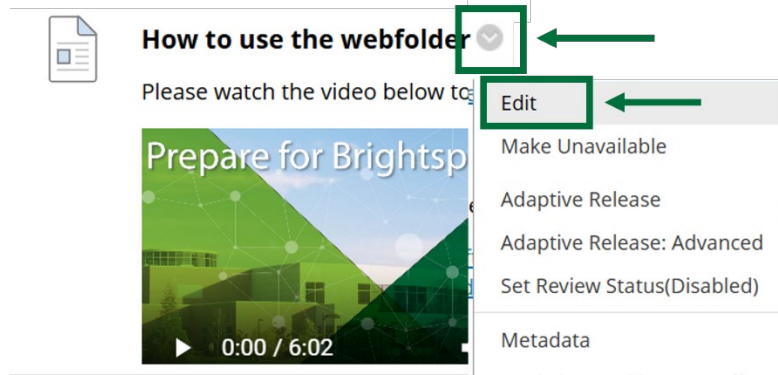 How to use the webfolder
Please watch the video below to
Prepare for Brightsp
0:00 / 6:02
Edit
Make Unavailable
Adaptive Release
Adaptive Release: Advanced
Set Review Status(Disabled)
Metadata